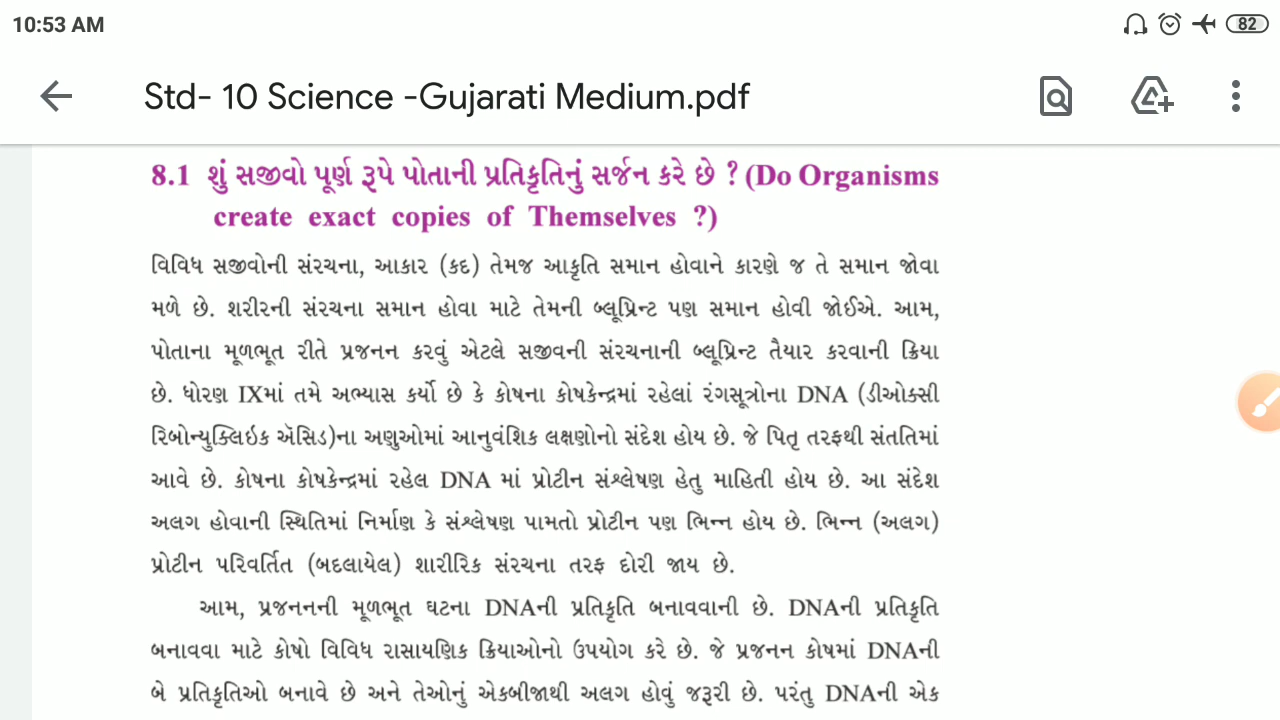 10:53 AM
82
Std- 10 Science -Gujarati Medium.pdf
8.1 શું સજીવો પૂર્ણ રૂપે પોતાની પ્રતિકૃતિનું સર્જન કરે છે ? (Do Organisms
create exact copies of Themselves ?)
વિવિધ સજીવોની સંરચના, આકાર (કદ) તેમજ આકૃતિ સમાન હોવાને કારણે જ તે સમાન જોવા
મળે છે. શરીરની સંરચના સમાન હોવા માટે તેમની બ્લૂપ્રિન્ટ પણ સમાન હોવી જોઈએ. આમ,
પોતાના મૂળભૂત રીતે પ્રજનન કરવું એટલે સજીવની સંરચનાની બ્લૂપ્રિન્ટ તૈયાર કરવાની ક્રિયા
છે. ધોરણ IXમાં તમે અભ્યાસ કર્યો છે કે કોષના કોષકેન્દ્રમાં રહેલાં રંગસૂત્રોના DNA (ડીઓક્સી
રિબોન્યુક્લિઇક ઍસિડ)ના અણુઓમાં આનુવંશિક લક્ષણોનો સંદેશ હોય છે. જે પિતૃ તરફથી સંતતિમાં
આવે છે. કોષના કોષકેન્દ્રમાં રહેલ DNA માં પ્રોટીન સંશ્લેષણ હેતુ માહિતી હોય છે. આ સંદેશ
અલગ હોવાની સ્થિતિમાં નિર્માણ કે સંશ્લેષણ પામતો પ્રોટીન પણ ભિન્ન હોય છે. ભિન્ન (અલગ)
પ્રોટીન પરિવર્તિત (બદલાયેલ) શારીરિક સંરચના તરફ દોરી જાય છે.
આમ, પ્રજનનની મૂળભૂત ઘટના DNAની પ્રતિકૃતિ બનાવવાની છે. DNAની પ્રતિકૃતિ
બનાવવા માટે કોષો વિવિધ રાસાયણિક ક્રિયાઓનો ઉપયોગ કરે છે. જે પ્રજનન કોષમાં DNAની
બે પ્રતિકૃતિઓ બનાવે છે અને તેઓનું એકબીજાથી અલગ હોવું જરૂરી છે. પરંતુ DNAની એક